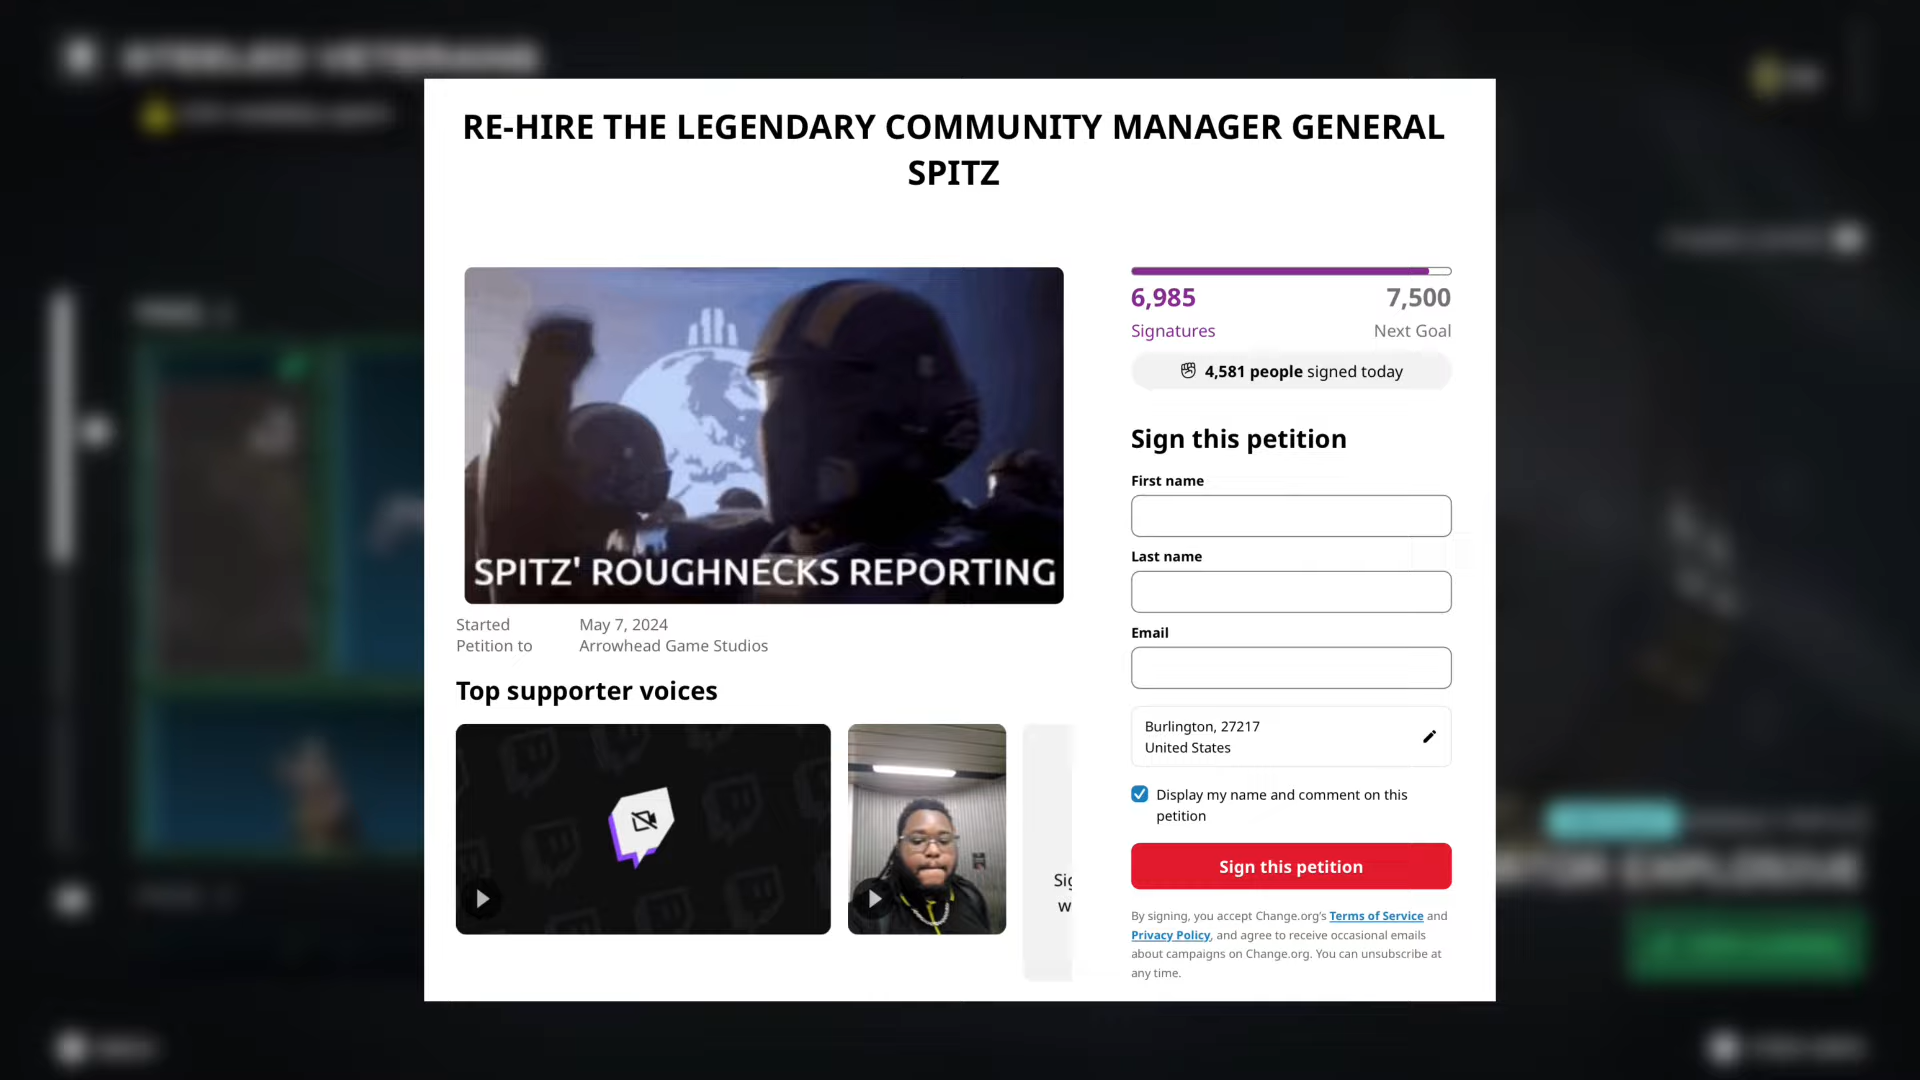 STEELED VETERANS
RE-HIRE THE LEGENDARY COMMUNITY MANAGER GENERAL
SPITZ
SPITZ' ROUGHNECKS REPORTING
Started May 7, 2024
Petition to Arrowhead Game Studios
Top supporter voices
Sig
w
6,985 7,500
Signatures Next Goal
4,581 people signed today
Sign this petition
First name
Last name
Email
Burlington, 27217
United States
Display my name and comment on this
petition
Sign this petition
By signing, you accept Change.org's Terms of Service and
Privacy Policy, and agree to receive occasional emails
about campaigns on Change.org. You can unsubscribe at
any time.